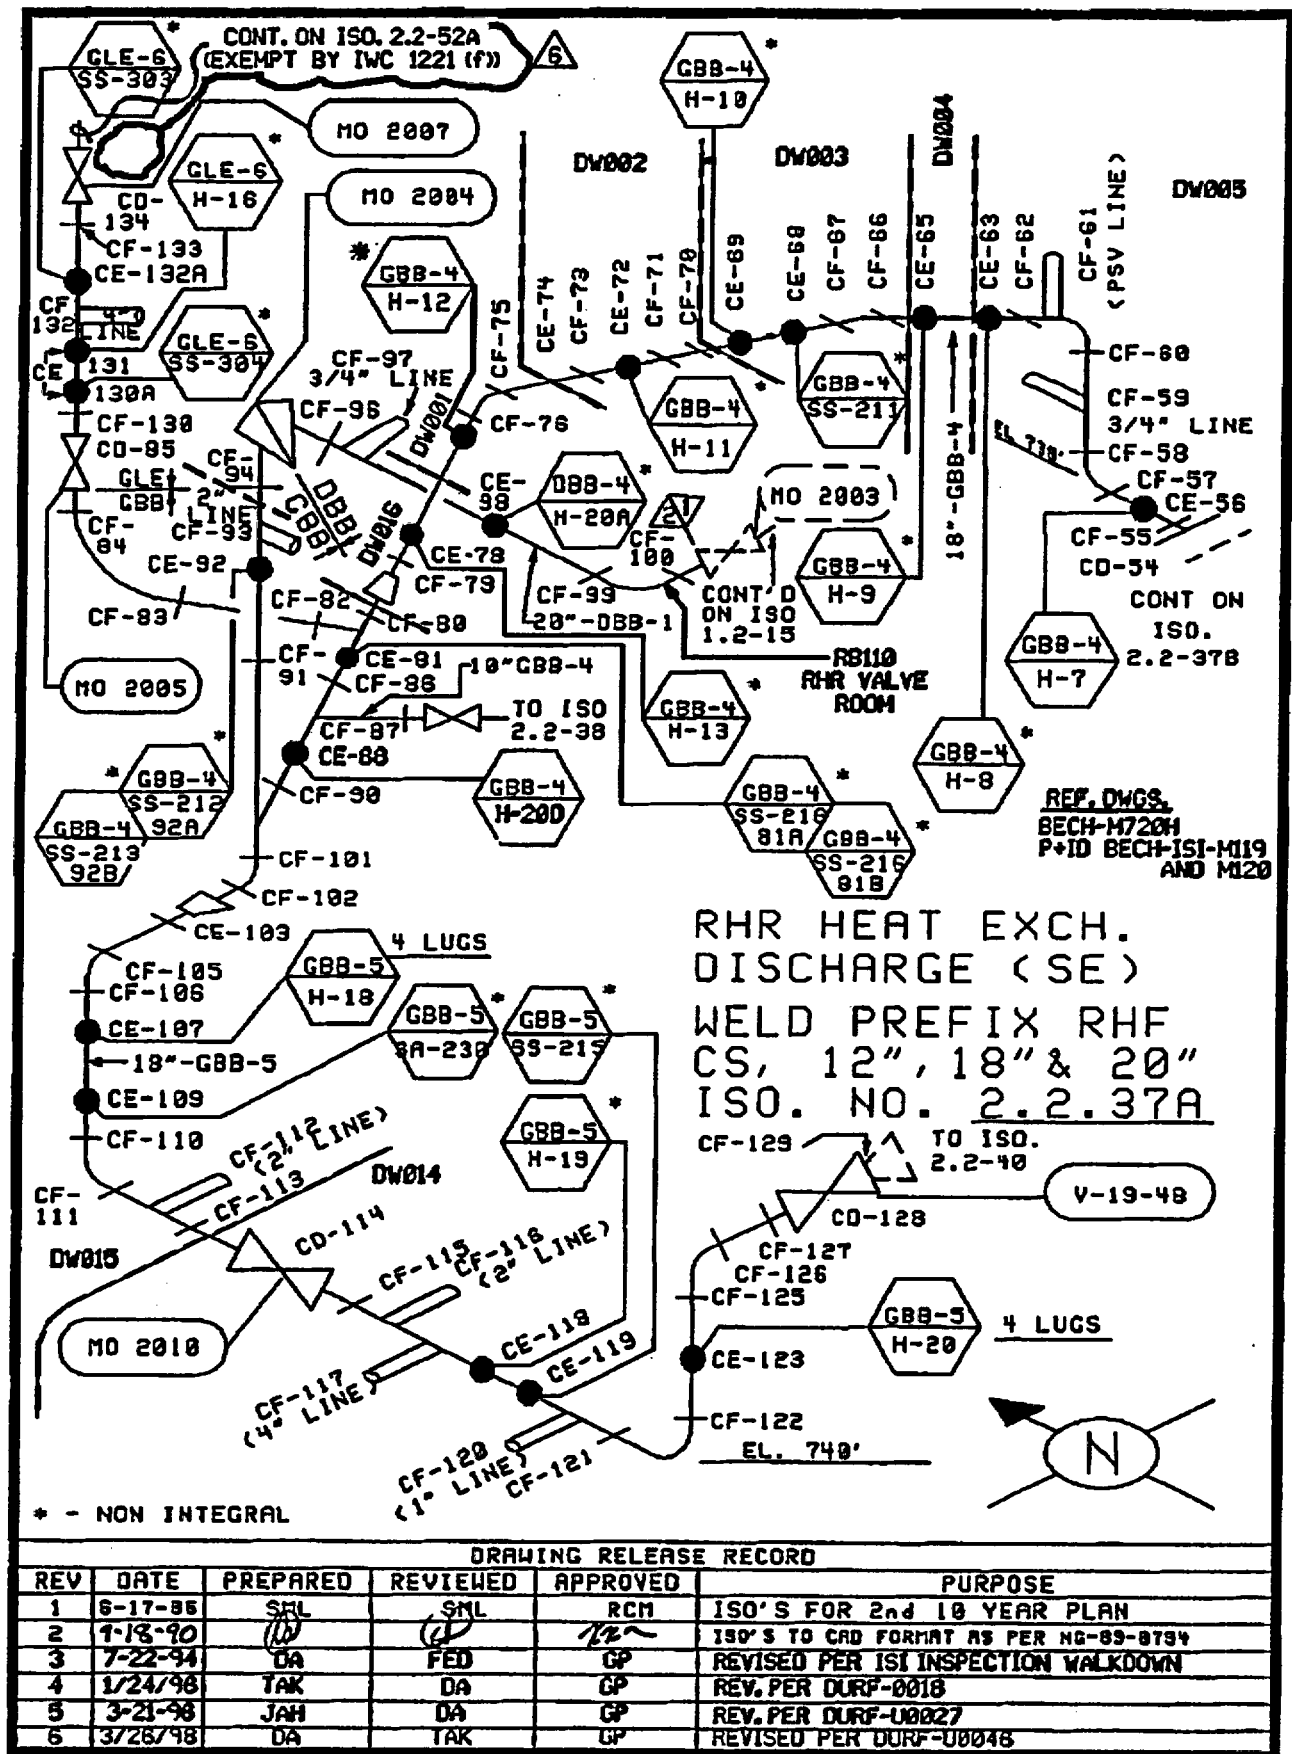 GLE-6
SS-303
*
CONT. ON ISO. 2.2-52A
(EXEMPT BY IWC 1221 (f))
6
GBB-4
H-10
*
MO 2007
GLE-6
H-16
*
MO 2004
DW002
DW003
DW004
DW005
CD-
134
CF-133
CE-132A
CF
132
4"
LINE
GLE-6
SS-304
*
CE
131
130A
CF-130
CD-85
GBB-4
H-12
*
CF-97
3/4" LINE
CF-96
DW001
CF-75
CF-76
CE-74
CF-73
CE-72
CF-71
CF-70
CE-69
CE-68
CF-67
CF-66
CE-65
CE-63
CF-62
CF-61
(PSV LINE)
CF-60
CF-59
3/4" LINE
CF-58
CF-57
CE-56
CF-55
CD-54
EL. 738'
CONT ON
ISO.
2.2-37B
GBB-4
SS-211
*
GBB-4
H-11
*
18"-GBB-4
GLE
GBB
CF-
94
2"
LINE
CF-93
DBB1
GBB1
DW016
CE-
98
DBB-4
H-20A
*
2
MO 2003
CF-
84
CE-92
CE-78
CF-79
CF-
100
CF-99
20"-DBB-1
CONT'D
ON ISO
1.2-15
GBB-4
H-9
*
CF-83
CF-82
CF-80
CE-81
CF-86
CF-
91
10"GBB-4
RB110
RHR VALVE
ROOM
GBB-4
H-7
MO 2005
CF-87
TO ISO
2.2-38
GBB-4
H-13
*
GBB-4
H-8
*
CE-88
CF-90
GBB-4
H-20D
GBB-4
SS-212
92A
*
GBB-4
SS-213
92B
*
GBB-4
SS-216
81A
*
GBB-4
SS-216
81B
*
REF. DWGS.
BECH-M720H
P+ID BECH-ISI-M119
AND M120
CF-101
CF-102
CE-103
CF-105
CF-106
CE-107
GBB-5
H-18
4 LUGS
18"-GBB-5
CE-109
CF-110
GBB-5
*
GBB-5
SS-215
*
RHR HEAT EXCH.
DISCHARGE (SE)
WELD PREFIX RHF
CS, 12", 18"& 20"
ISO. NO. 2.2.37A
CF-112
(2" LINE)
CF-113
DW014
CF-
111
DW015
GBB-5
H-19
*
CF-129
TO ISO.
2.2-40
V-19-48
CD-128
CF-127
CF-126
CF-125
CD-114
CF-115
CF-116
(2" LINE)
MO 2010
CF-117
(4" LINE)
CE-118
CE-119
GBB-5
H-20
4 LUGS
CE-123
CF-122
EL. 740'
CF-120
(1" LINE)
CF-121
N
* - NON INTEGRAL
DRAWING RELEASE RECORD
REV DATE PREPARED REVIEWED APPROVED PURPOSE
1 SML SML RCM ISO'S FOR 2nd 10 YEAR PLAN
2 9-18-90 ISO'S TO CAD FORMAT AS PER NG-89-0794
3 7-22-94 DA FED GP REVISED PER ISI INSPECTION WALKDOWN
4 1/24/96 TAK DA GP REV. PER DURF-0018
5 3-21-96 JAH DA GP REV. PER DURF-U0027
6 3/26/98 DA TAK GP REVISED PER DURF-U0046